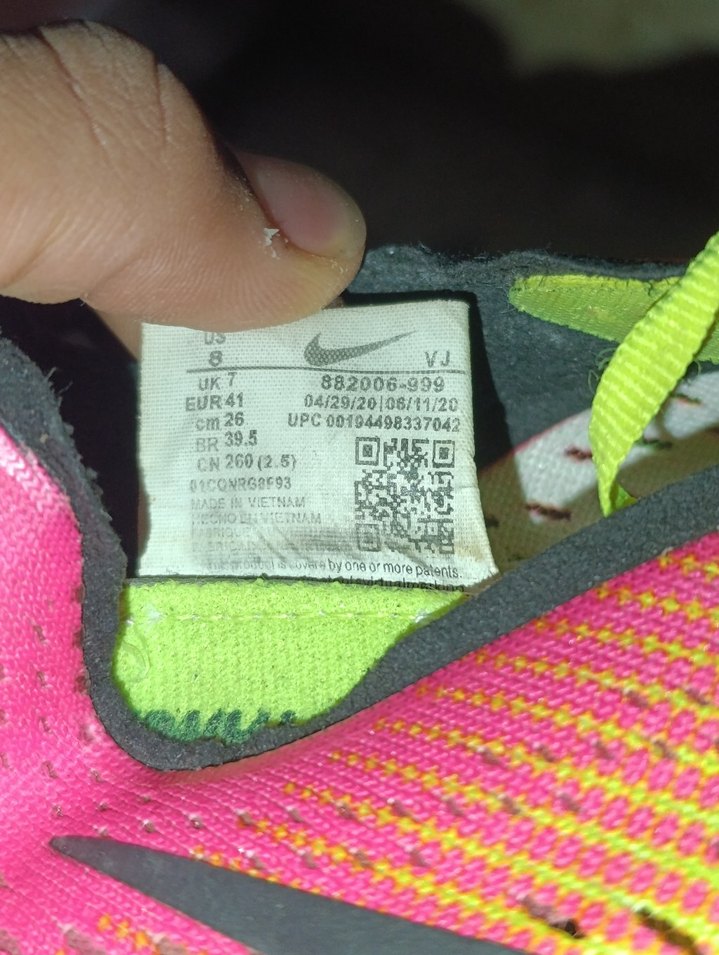 US
8 VJ
UK 7 882006-999
EUR 41 04/29/20|06/11/20
cm 26 UPC 00194498337042
BR 39.5
CN 260 (2.5)
MADE IN VIETNAM
HECHO EN VIETNAM
This product is covere by one or more patents.